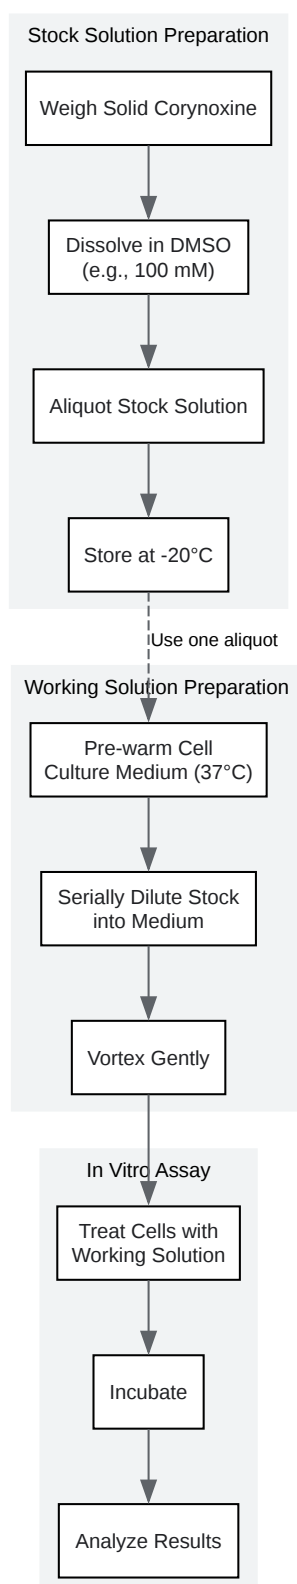 Stock Solution Preparation
Weigh Solid Corynoxine
Dissolve in DMSO
(e.g., 100 mM)
Aliquot Stock Solution
Store at -20°C
Use one aliquot
Working Solution Preparation
Pre-warm Cell
Culture Medium (37°C)
Serially Dilute Stock
into Medium
Vortex Gently
In Vitro Assay
Treat Cells with
Working Solution
Incubate
Analyze Results